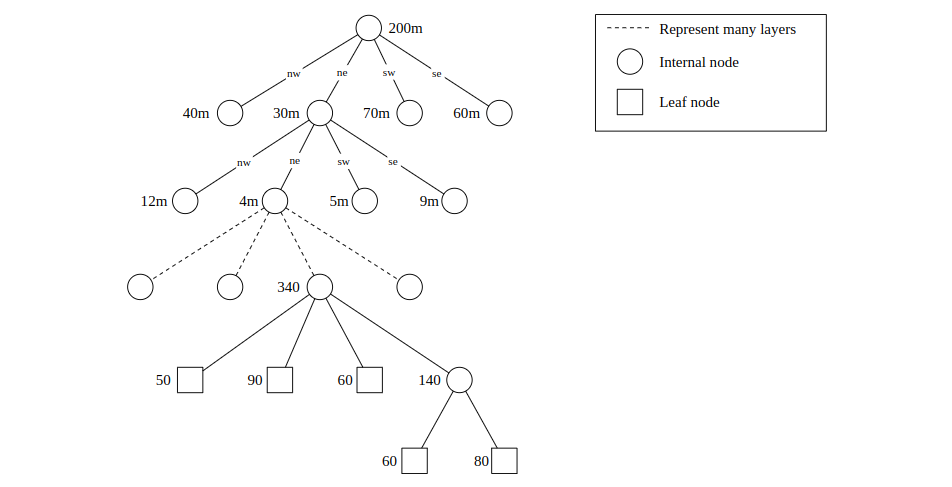 200m
Represent many layers
Internal node
nw
ne
sw
se
Leaf node
40m
30m
70m
60m
nw
ne
sw
se
12m
4m
5m
9m
340
50
90
60
140
60
80